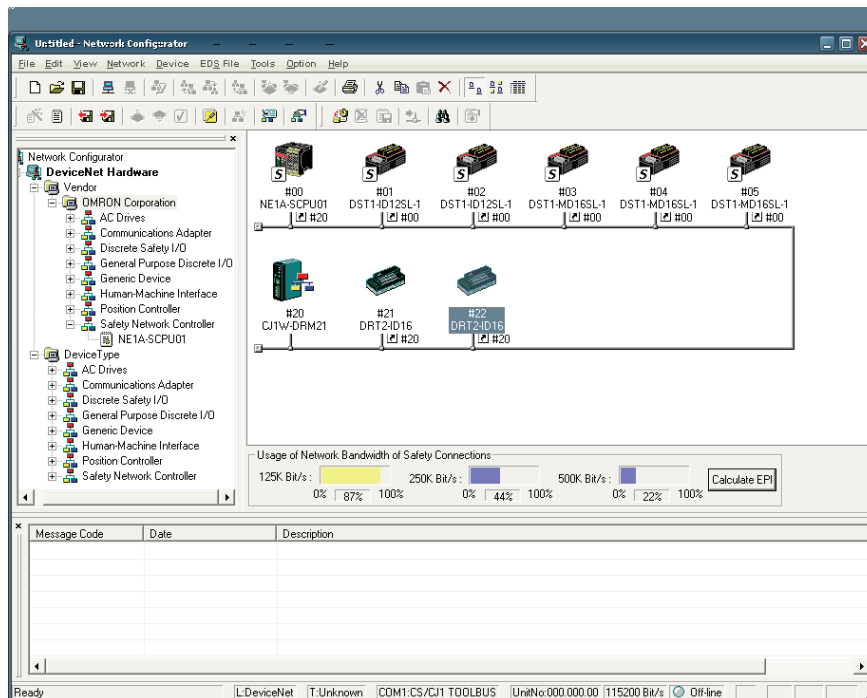 Untitled - Network Configurator
File Edit View Network Device EDS File Tools Option Help
Network Configurator
DeviceNet Hardware
Vendor
OMRON Corporation
AC Drives
Communications Adapter
Discrete Safety I/O
General Purpose Discrete I/O
Generic Device
Human-Machine Interface
Position Controller
Safety Network Controller
NE1A-SCPU01
DeviceType
AC Drives
Communications Adapter
Discrete Safety I/O
General Purpose Discrete I/O
Generic Device
Human-Machine Interface
Position Controller
Safety Network Controller
S S S S S S
#00 #01 #02 #03 #04 #05
NE1A-SCPU01 DST1-ID12SL-1 DST1-ID12SL-1 DST1-MD16SL-1 DST1-MD16SL-1 DST1-MD16SL-1
#20 #00 #00 #00 #00 #00
#20 #21 #22
CJ1W-DRM21 DRT2-ID16 DRT2-ID16
#20 #20
Usage of Network Bandwidth of Safety Connections
125K Bit/s : 250K Bit/s : 500K Bit/s : Calculate EPI
0% 87% 100% 0% 44% 100% 0% 22% 100%
Message Code Date Description
Ready L:DeviceNet T:Unknown COM1:CS/CJ1 TOOLBUS UnitNo:000.000.00 115200 Bit/s Off-line